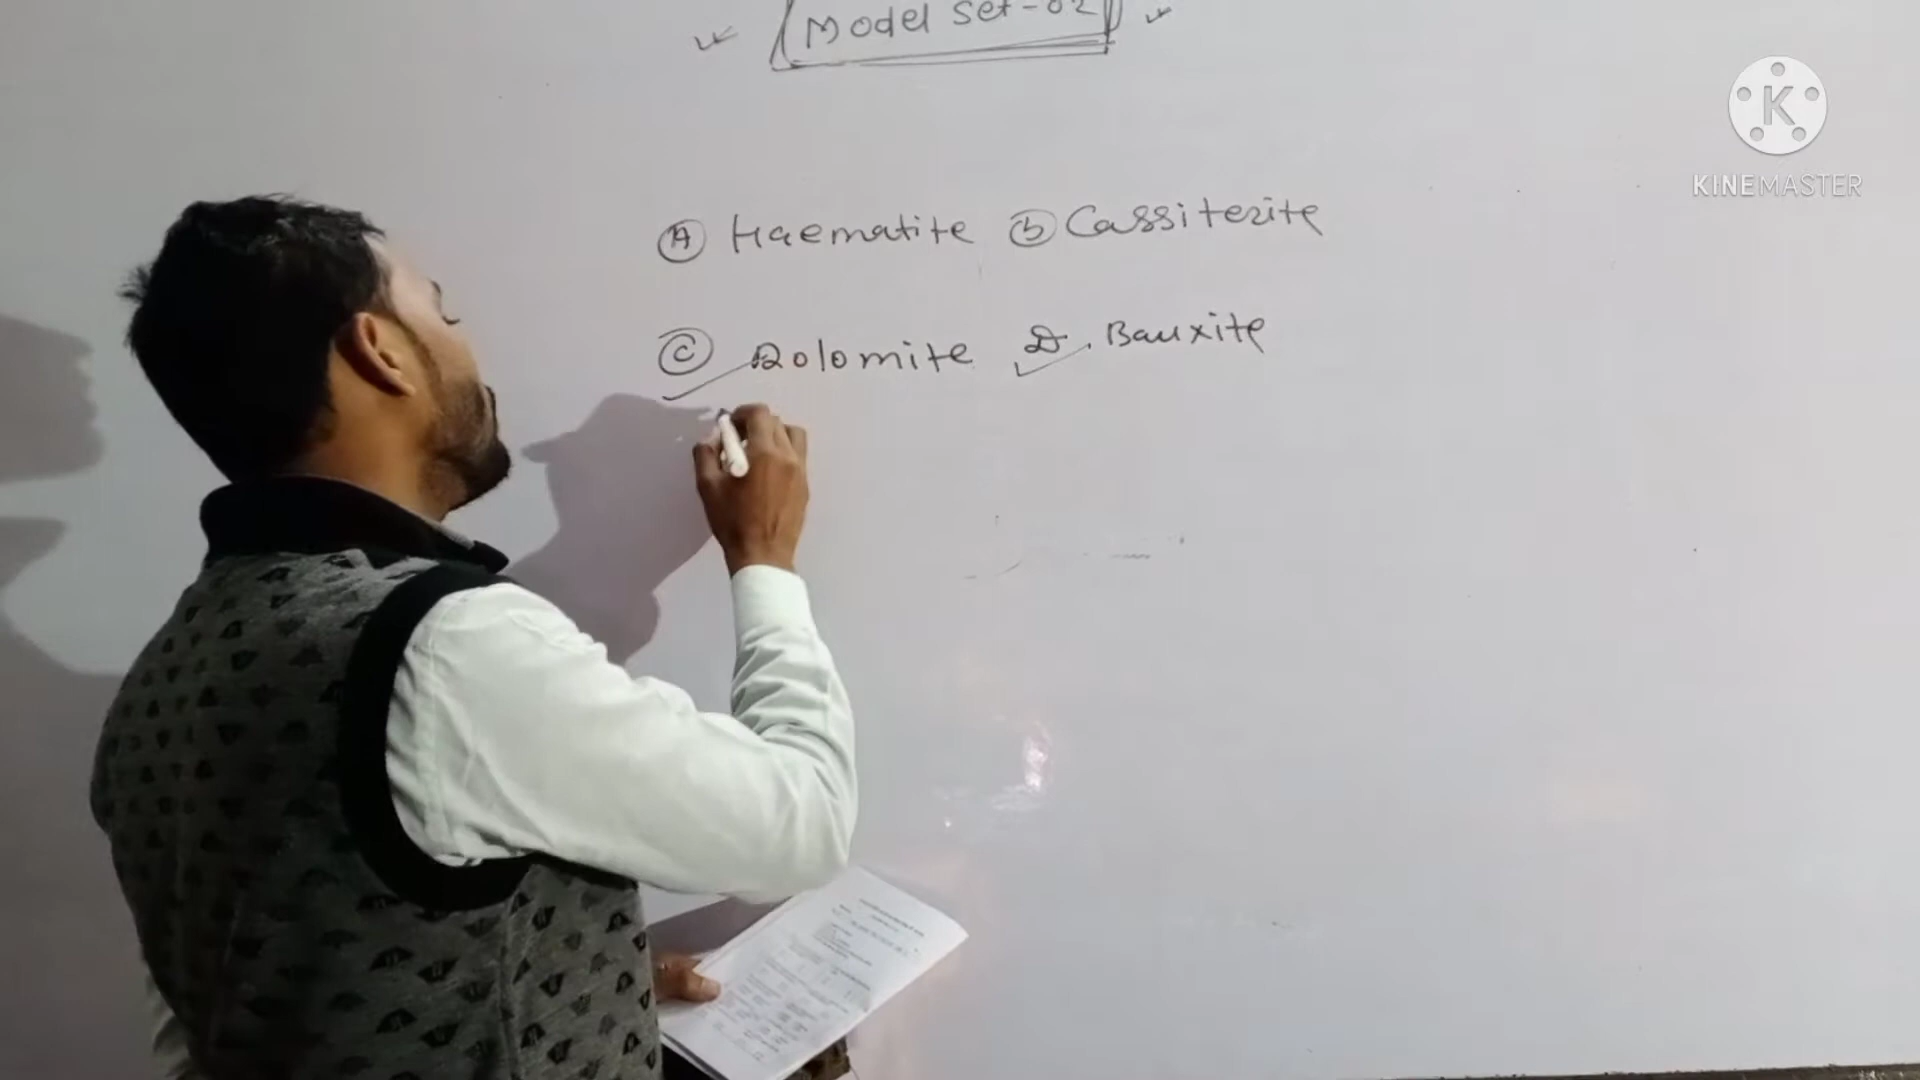 Model Set-02
Ⓐ Haematite ⓑ Cassiterite
Ⓒ Dolomite D. Bauxite
K
KINEMASTER